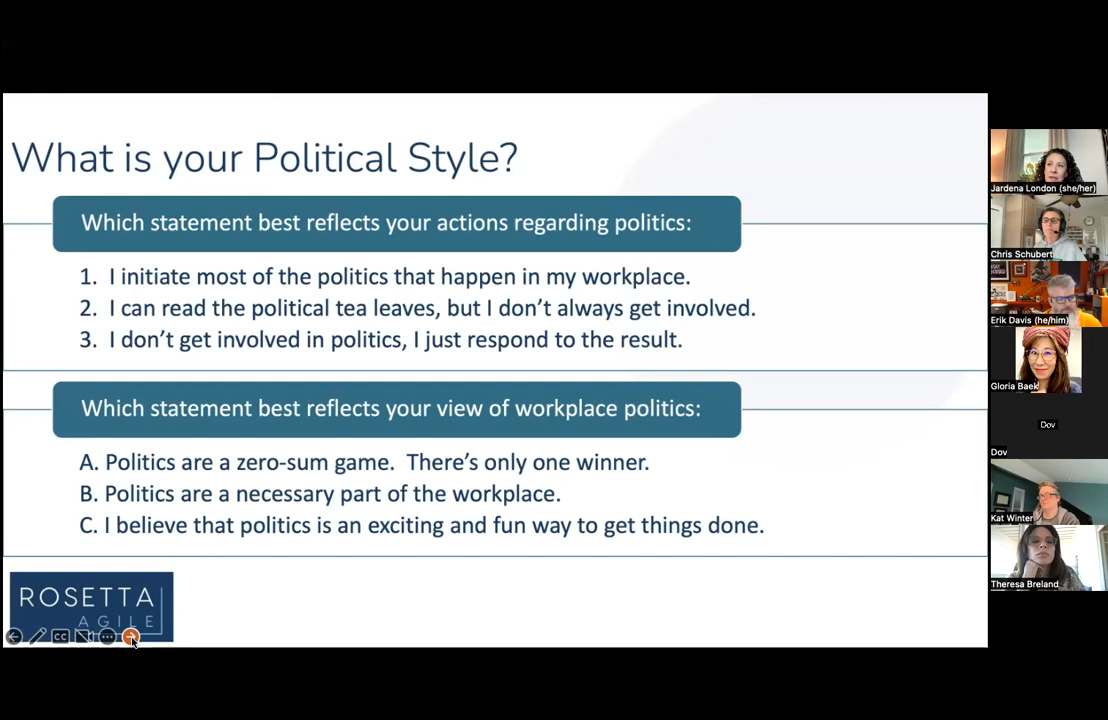 What is your Political Style?
Which statement best reflects your actions regarding politics:
1. I initiate most of the politics that happen in my workplace.
2. I can read the political tea leaves, but I don’t always get involved.
3. I don’t get involved in politics, I just respond to the result.
Which statement best reflects your view of workplace politics:
A. Politics are a zero-sum game.  There’s only one winner.
B. Politics are a necessary part of the workplace.
C. I believe that politics is an exciting and fun way to get things done.
ROSETTA
AGILE
CC
Jardena London (she/her)
Chris Schubert
Erik Davis (he/him)
Gloria Baek
Dov
Dov
Kat Winter
Theresa Breland